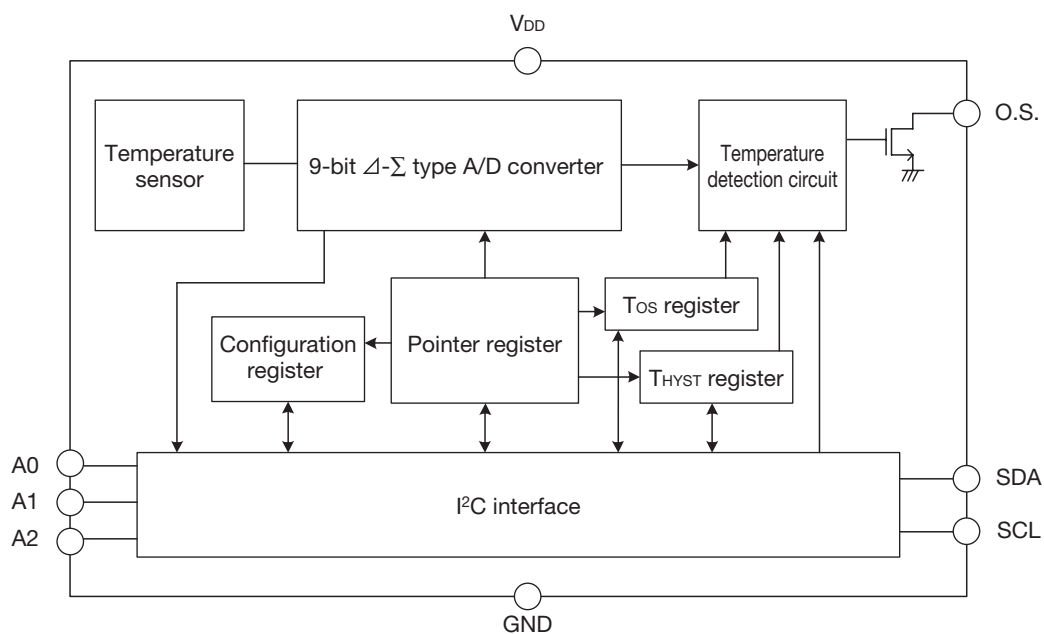 VDD
O.S.
Temperature
sensor
9-bit ⊿-Σ type A/D converter
Temperature
detection circuit
TOS register
Configuration
register
Pointer register
THYST register
A0
A1
A2
I²C interface
SDA
SCL
GND